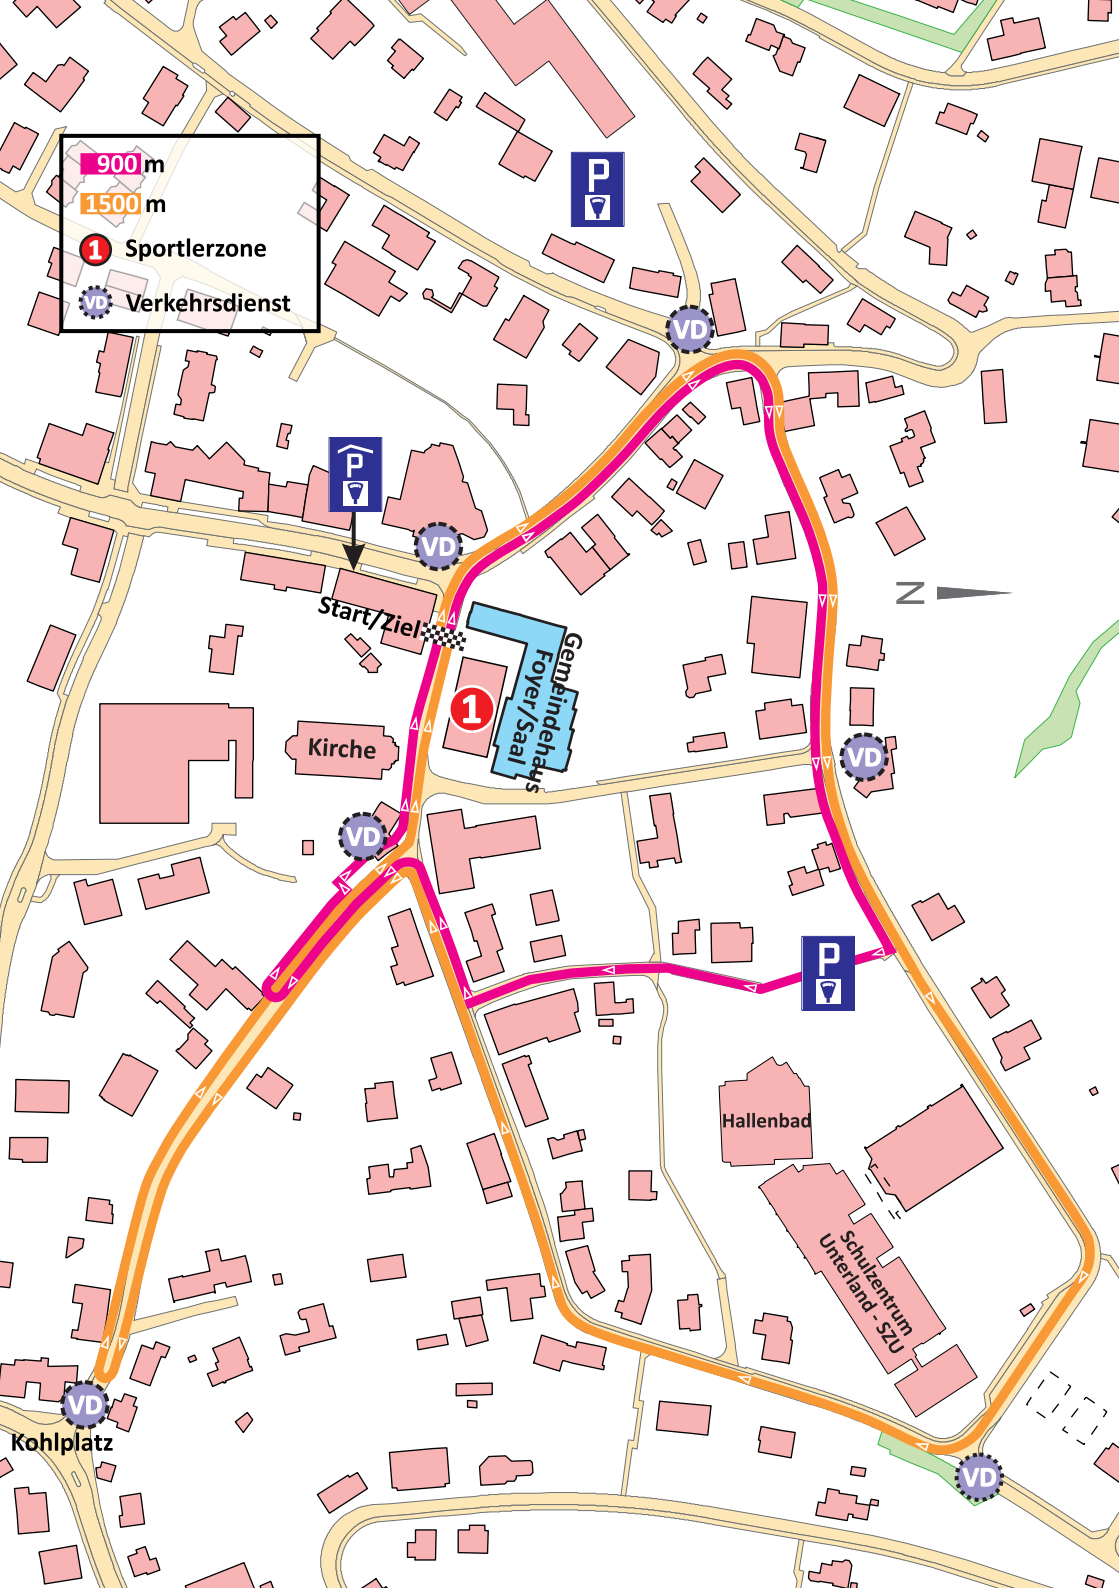 900 m
1500 m
1 Sportlerzone
VD Verkehrsdienst
P
VD
P
VD
N
Start/Ziel
Gemeindehaus
Foyer/Saal
1
Kirche
VD
VD
P
Hallenbad
Schulzentrum
Unterland - SZU
VD
Kohlplatz
VD